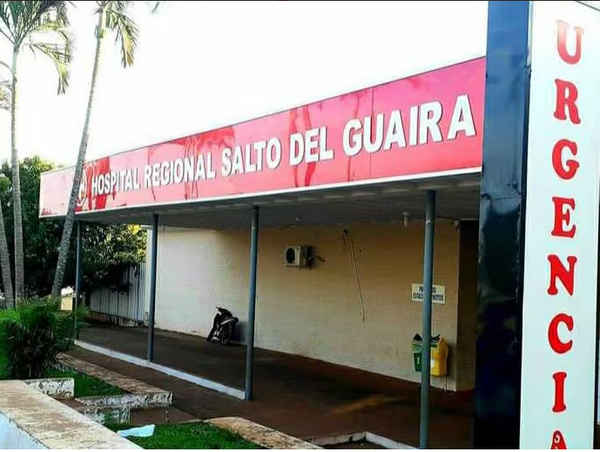 HOSPITAL REGIONAL SALTO DEL GUAIRA
URGENCIA